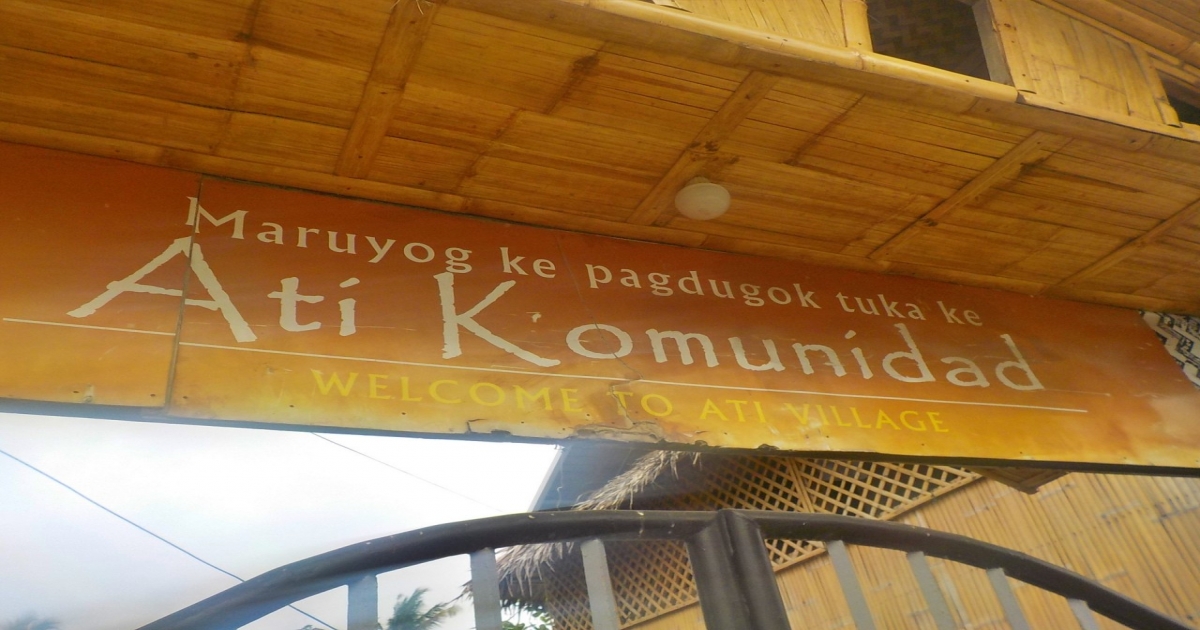 Maruyog ke pagdugok tuka ke
Ati Komunidad
WELCOME TO ATI VILLAGE